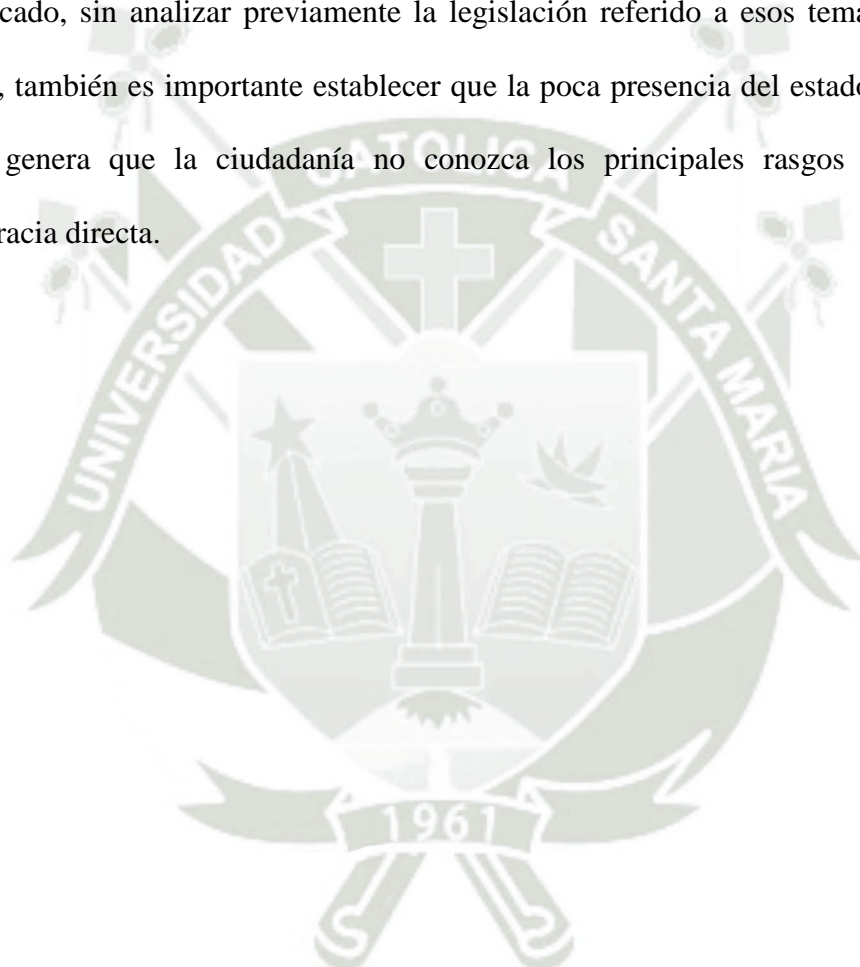 cado, sin analizar previamente la legislación referido a esos tema
, también es importante establecer que la poca presencia del estado
genera que la ciudadanía no conozca los principales rasgos
racia directa.
UNIVERSIDAD CATOLICA SANTA MARIA
1961